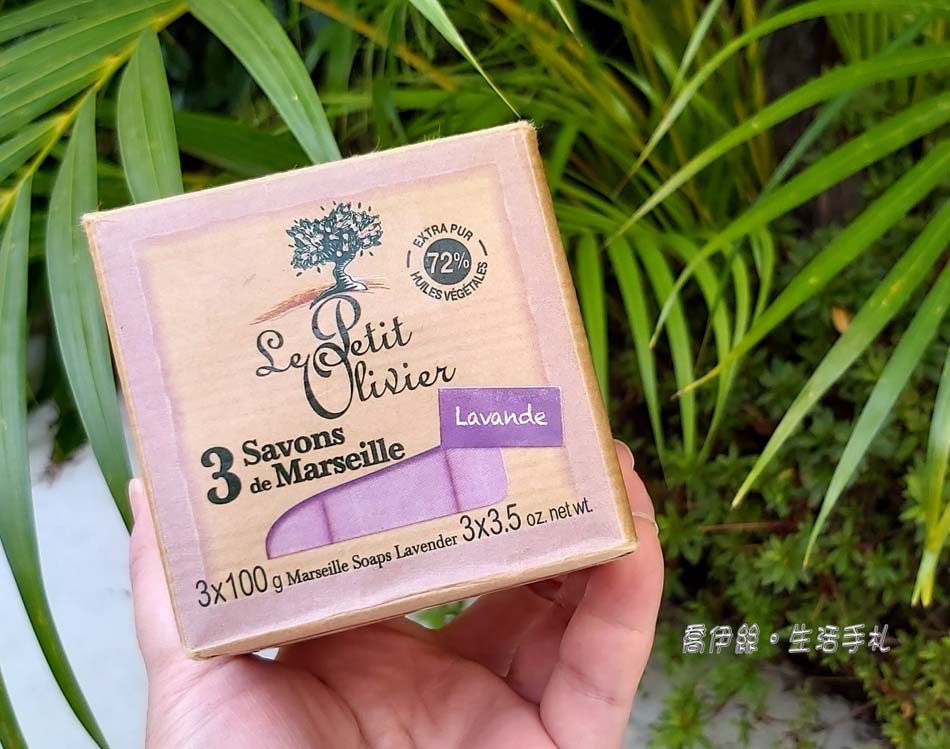 EXTRA PUR
72%
HUILES VÉGÉTALES
Le Petit
Olivier
Lavande
3 Savons
de Marseille
3x100 g Marseille Soaps Lavender 3x3.5 oz. net wt.
喬伊餘•生活手札